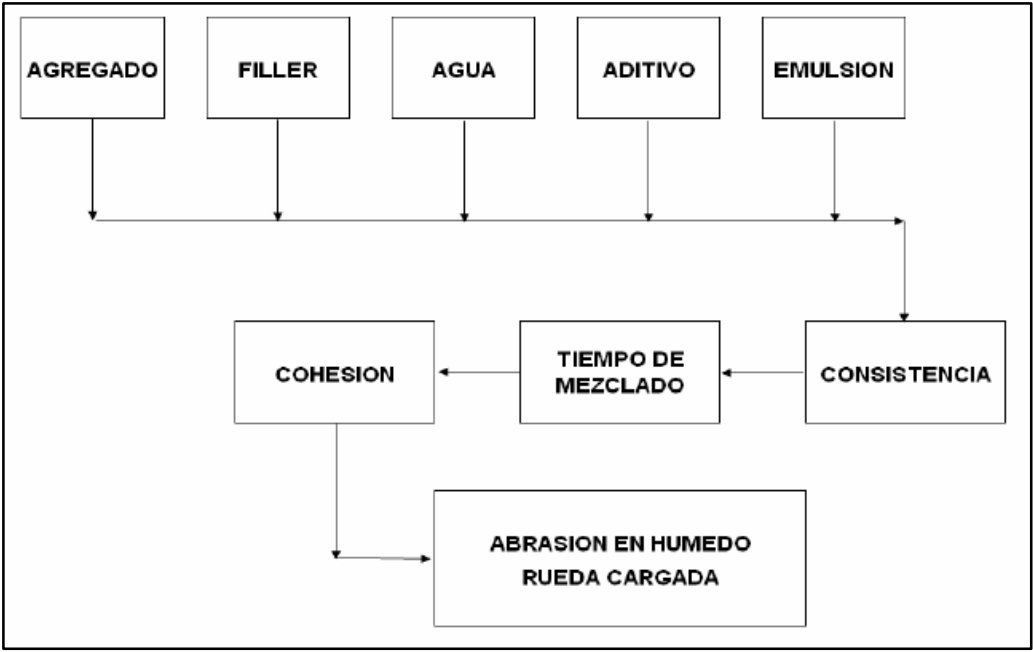 AGREGADO
FILLER
AGUA
ADITIVO
EMULSION
COHESION
TIEMPO DE
MEZCLADO
CONSISTENCIA
ABRASION EN HUMEDO
RUEDA CARGADA